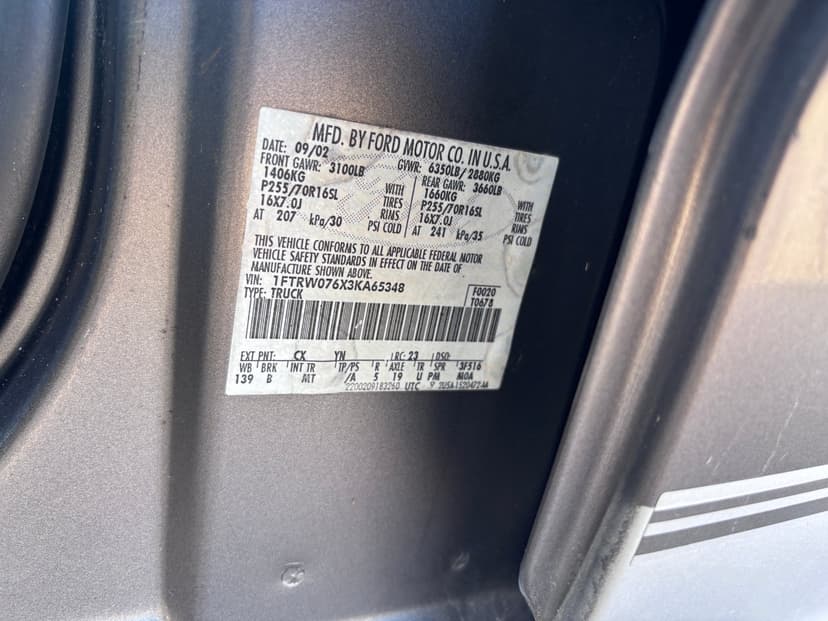 MFD. BY FORD MOTOR CO. IN U.S.A.
DATE: 09/02 GVWR: 6350LB/ 2880KG
FRONT GAWR: 3100LB REAR GAWR: 3660LB
1406KG WITH 1660KG WITH
P255/70R16SL TIRES P255/70R16SL TIRES
16X7.0J RIMS 16X7.0J RIMS
AT 207 kPa/30 PSI COLD AT 241 kPa/35 PSI COLD
THIS VEHICLE CONFORMS TO ALL APPLICABLE FEDERAL MOTOR
VEHICLE SAFETY STANDARDS IN EFFECT ON THE DATE OF
MANUFACTURE SHOWN ABOVE.
VIN: 1FTRW076X3KA65348 F0020
TYPE: TRUCK T0678
EXT PNT: CX YN RC: 23 DSO:
WB BRK INT TR TP/PS R AXLE TR SPR 3F516
139 B MT /A 5 19 U PM M0A
2200209183260 UTC